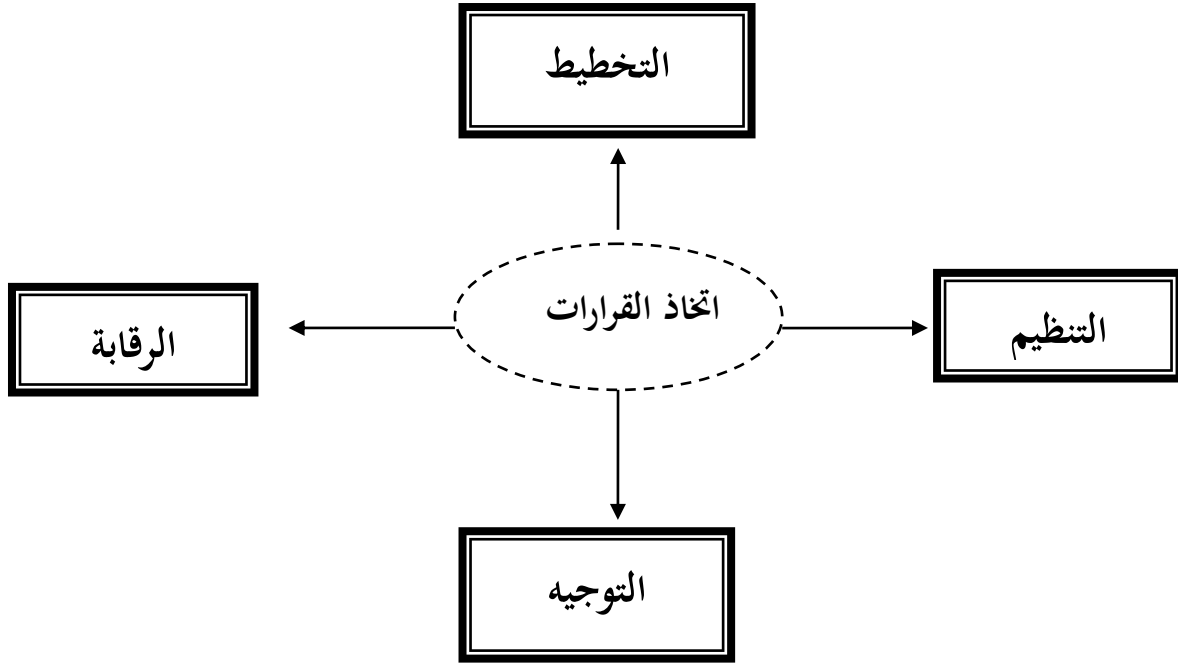 التخطيط
اتخاذ القرارات
التنظيم
الرقابة
التوجيه